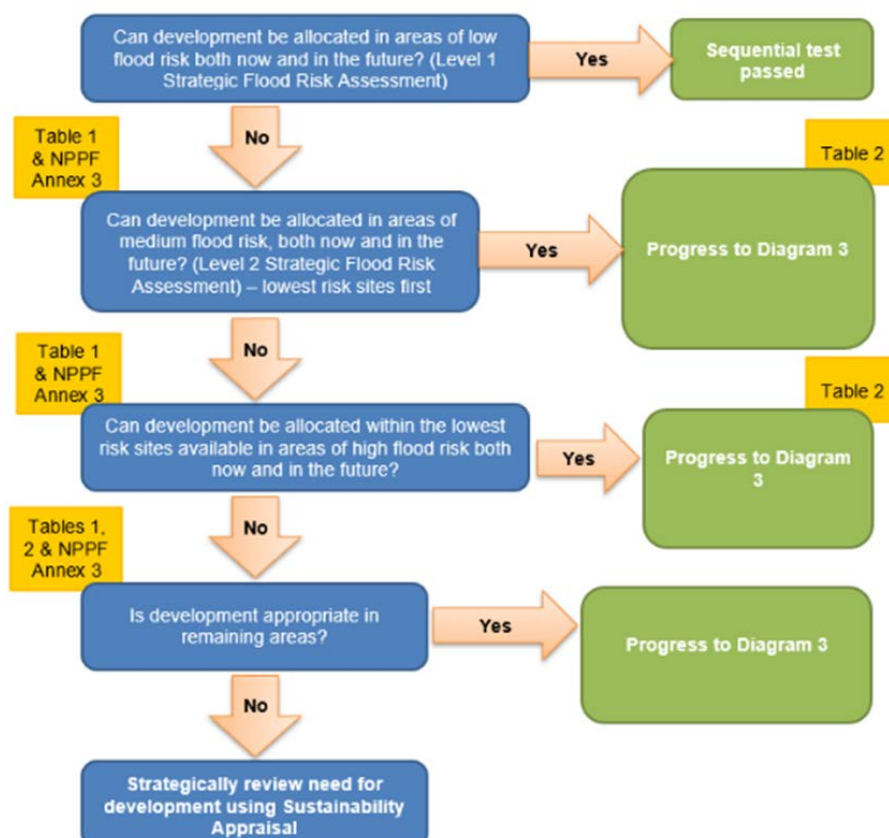 Can development be allocated in areas of low
flood risk both now and in the future? (Level 1
Strategic Flood Risk Assessment)
Yes
Sequential test
passed
No
Table 1
& NPPF
Annex 3
Table 2
Can development be allocated in areas of
medium flood risk, both now and in the
future? (Level 2 Strategic Flood Risk
Assessment) – lowest risk sites first
Yes
Progress to Diagram 3
No
Table 1
& NPPF
Annex 3
Table 2
Can development be allocated within the lowest
risk sites available in areas of high flood risk both
now and in the future?
Yes
Progress to Diagram
3
No
Tables 1,
2 & NPPF
Annex 3
Is development appropriate in
remaining areas?
Yes
Progress to Diagram 3
No
Strategically review need for
development using Sustainability
Appraisal